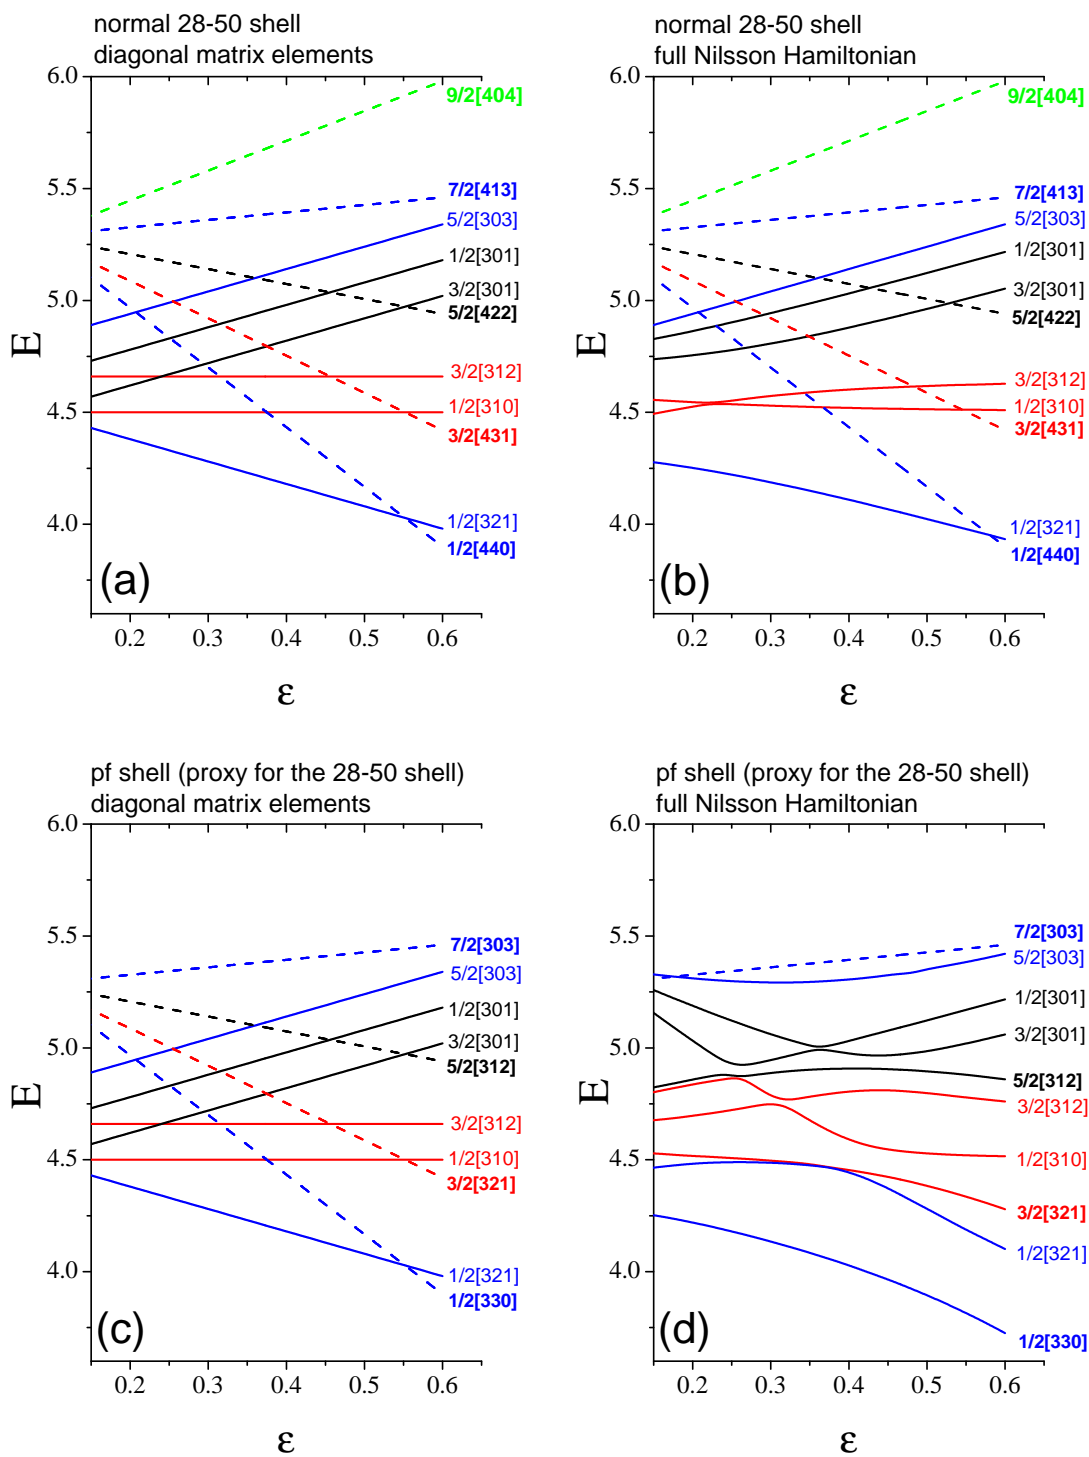 normal 28-50 shell
diagonal matrix elements
6.0
5.5
5.0
4.5
4.0
E
9/2[404]
7/2[413]
5/2[303]
1/2[301]
3/2[301]
5/2[422]
3/2[312]
1/2[310]
3/2[431]
1/2[321]
1/2[440]
(a)
0.2 0.3 0.4 0.5 0.6
ε
normal 28-50 shell
full Nilsson Hamiltonian
6.0
5.5
5.0
4.5
4.0
E
9/2[404]
7/2[413]
5/2[303]
1/2[301]
3/2[301]
5/2[422]
3/2[312]
1/2[310]
3/2[431]
1/2[321]
1/2[440]
(b)
0.2 0.3 0.4 0.5 0.6
ε
pf shell (proxy for the 28-50 shell)
diagonal matrix elements
6.0
5.5
5.0
4.5
4.0
E
7/2[303]
5/2[303]
1/2[301]
3/2[301]
5/2[312]
3/2[312]
1/2[310]
3/2[321]
1/2[321]
1/2[330]
(c)
0.2 0.3 0.4 0.5 0.6
ε
pf shell (proxy for the 28-50 shell)
full Nilsson Hamiltonian
6.0
5.5
5.0
4.5
4.0
E
7/2[303]
5/2[303]
1/2[301]
3/2[301]
5/2[312]
3/2[312]
1/2[310]
3/2[321]
1/2[321]
1/2[330]
(d)
0.2 0.3 0.4 0.5 0.6
ε